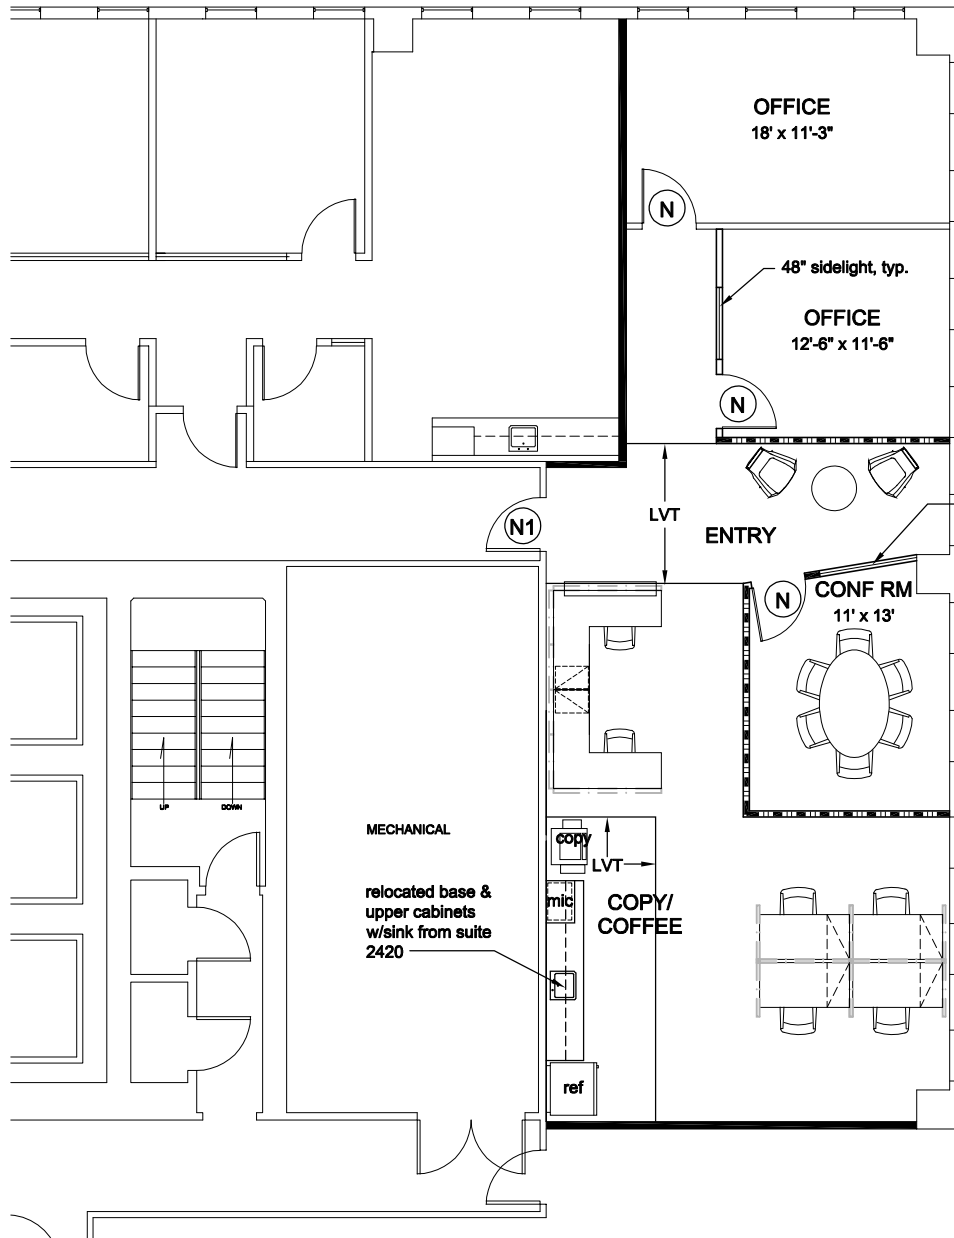 OFFICE
18' x 11'-3"
N
48" sidelight, typ.
OFFICE
12'-6" x 11'-6"
N
LVT
N1
ENTRY
N
CONF RM
11' x 13'
UP
DOWN
MECHANICAL
copy
LVT
relocated base &
upper cabinets
w/sink from suite
2420
mic
COPY/
COFFEE
ref